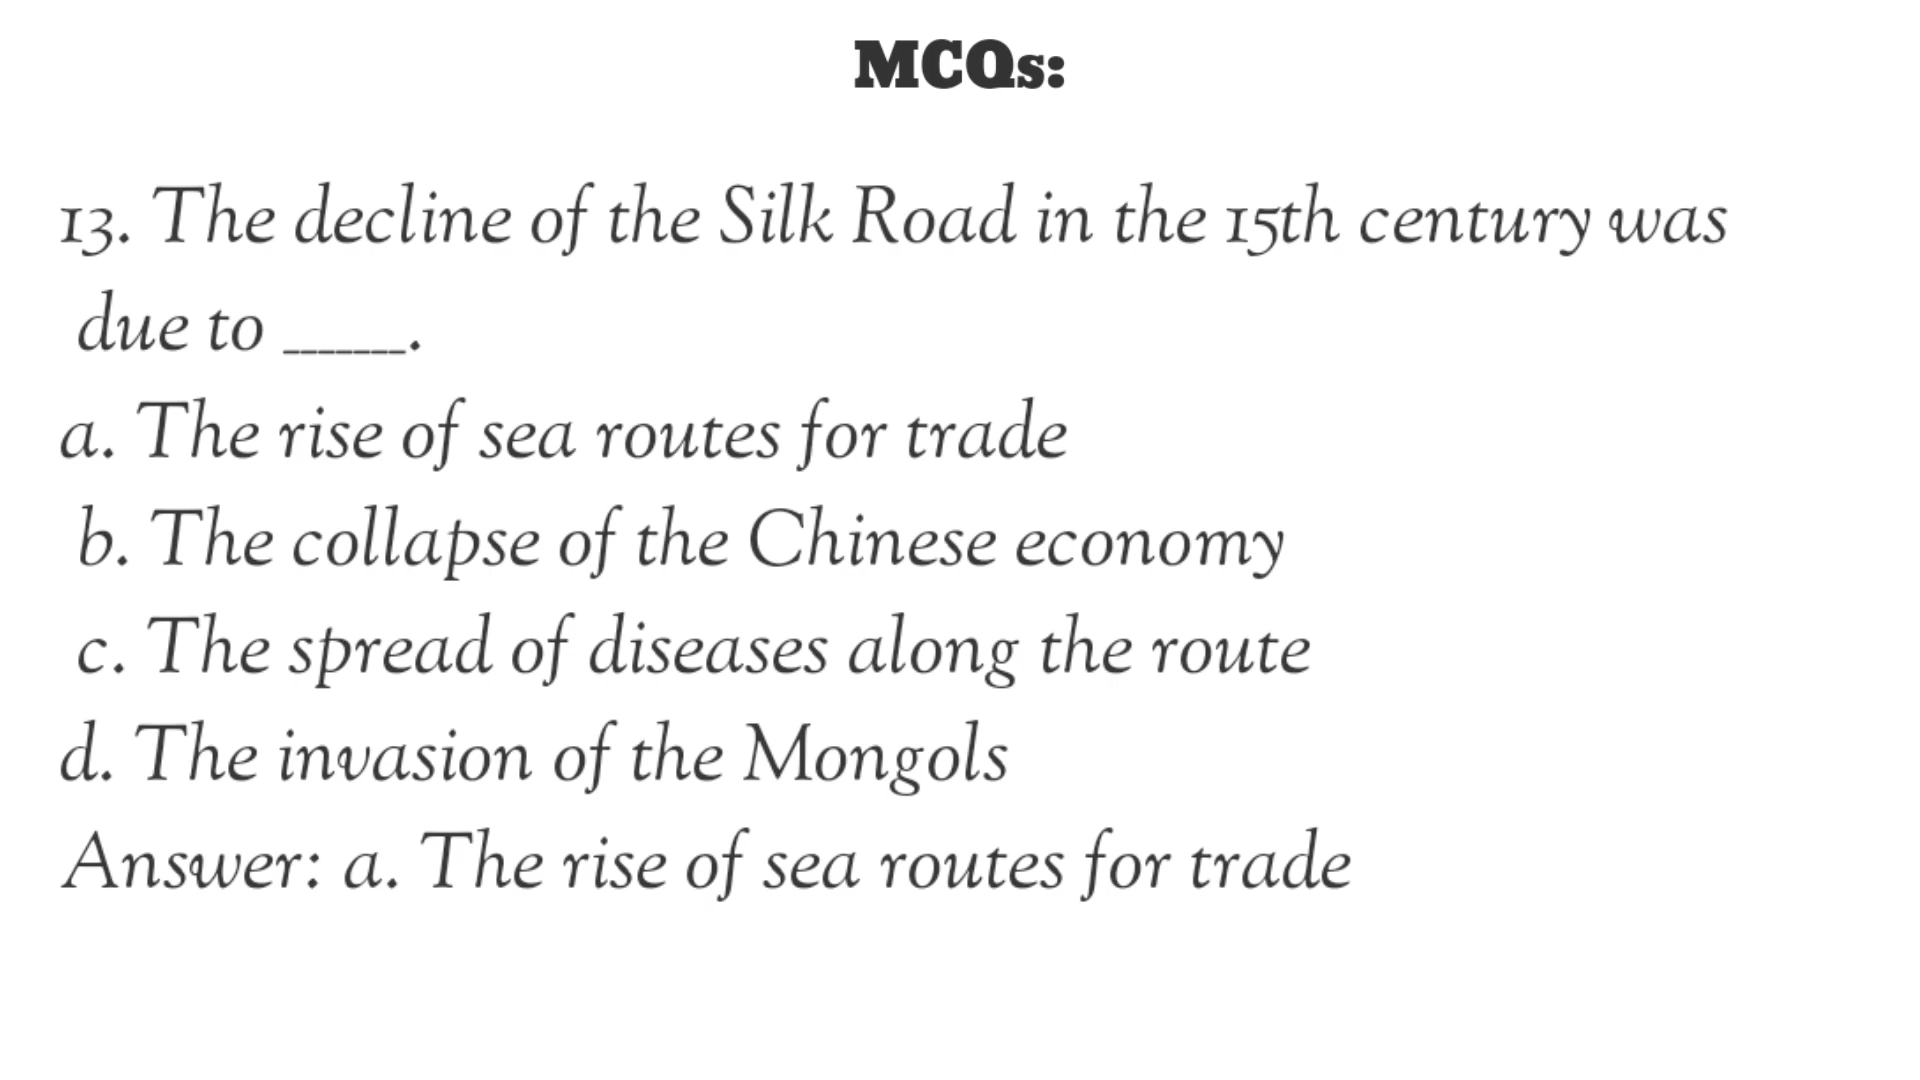 MCQs:
13. The decline of the Silk Road in the 15th century was
due to _______.
a. The rise of sea routes for trade
b. The collapse of the Chinese economy
c. The spread of diseases along the route
d. The invasion of the Mongols
Answer: a. The rise of sea routes for trade